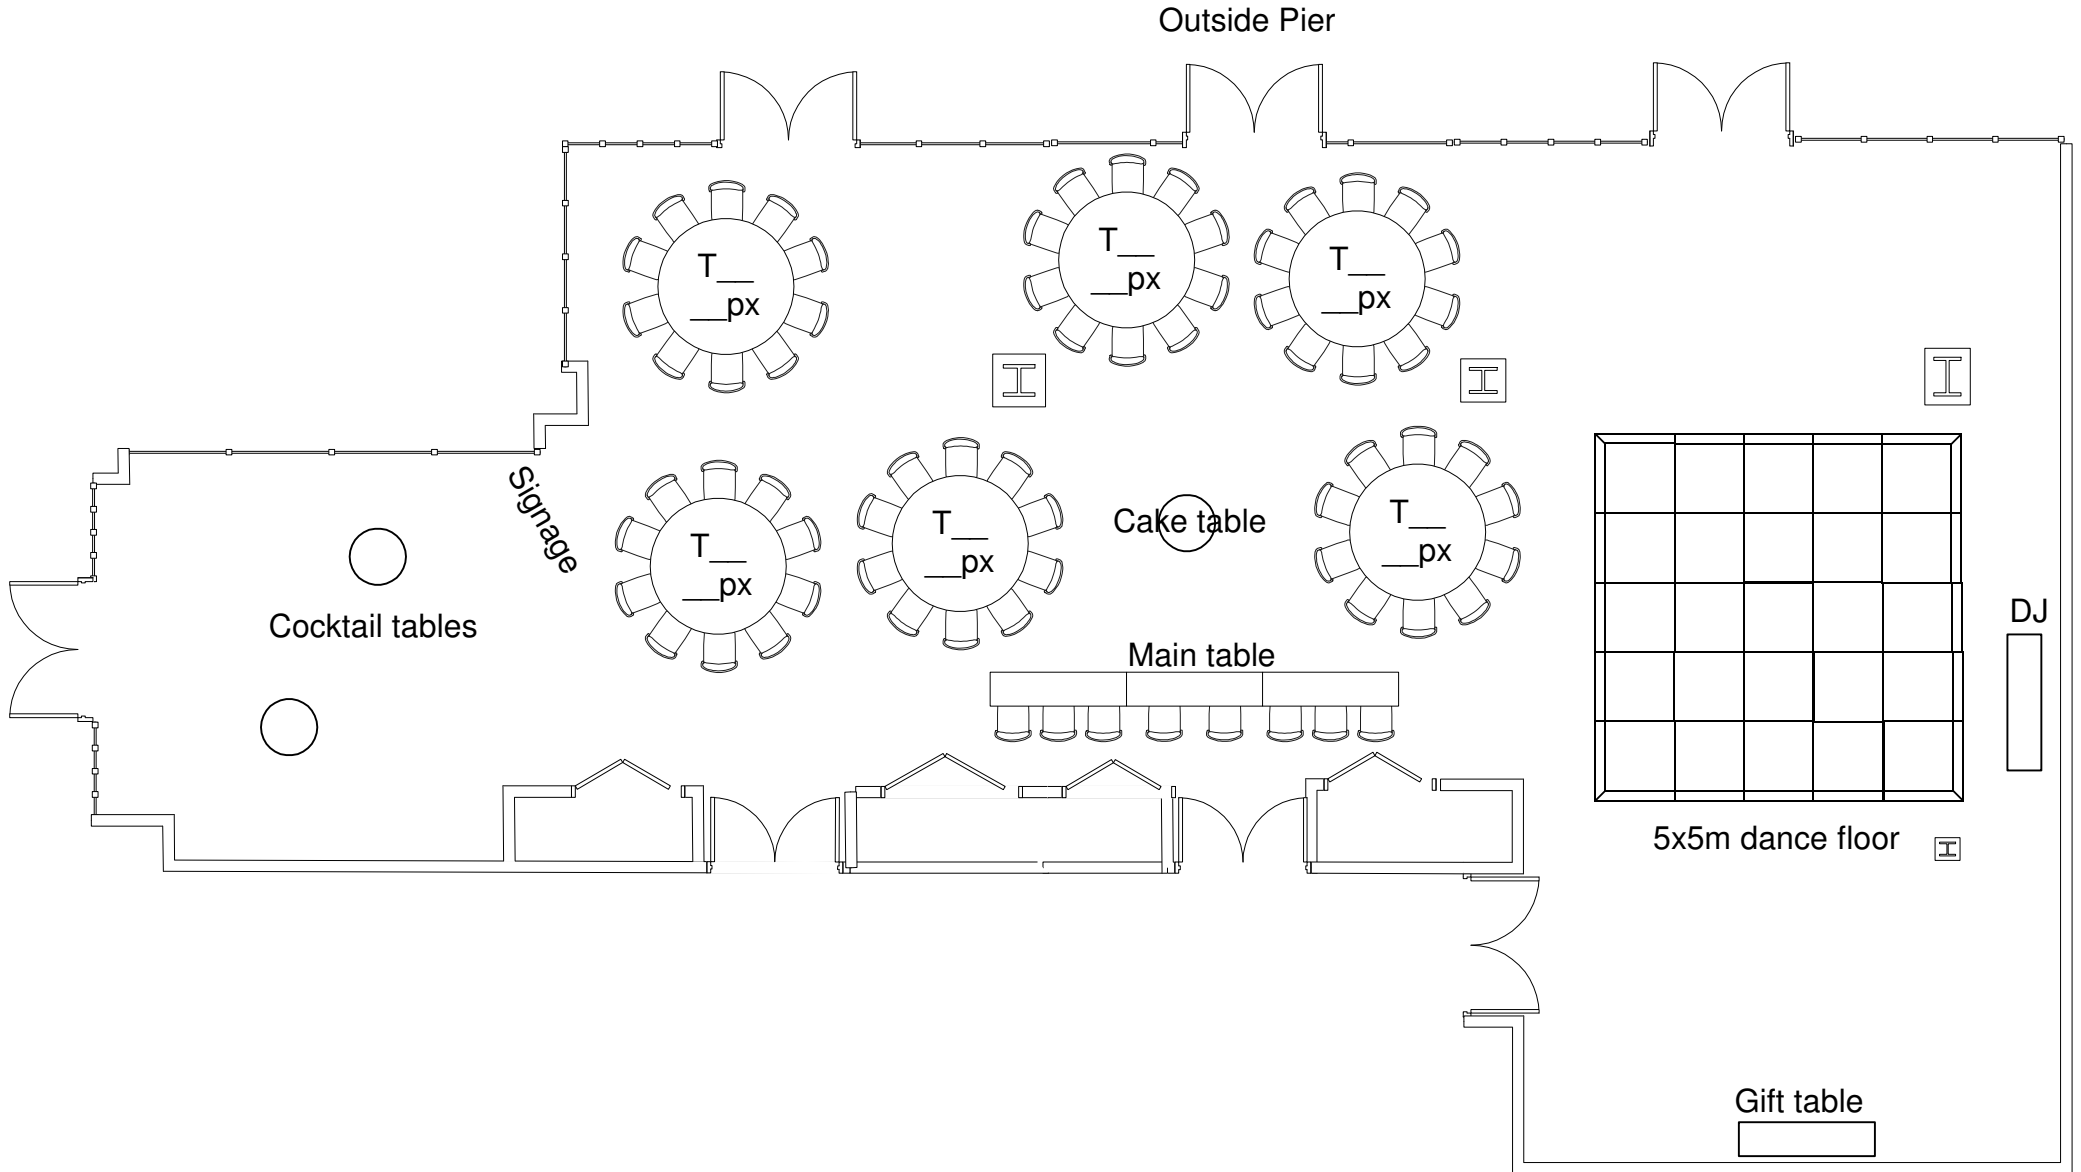 Outside Pier
T__
__px
T__
__px
T__
__px
Signage
T__
__px
T__
__px
Cake table
T__
__px
Cocktail tables
Main table
DJ
5x5m dance floor
Gift table